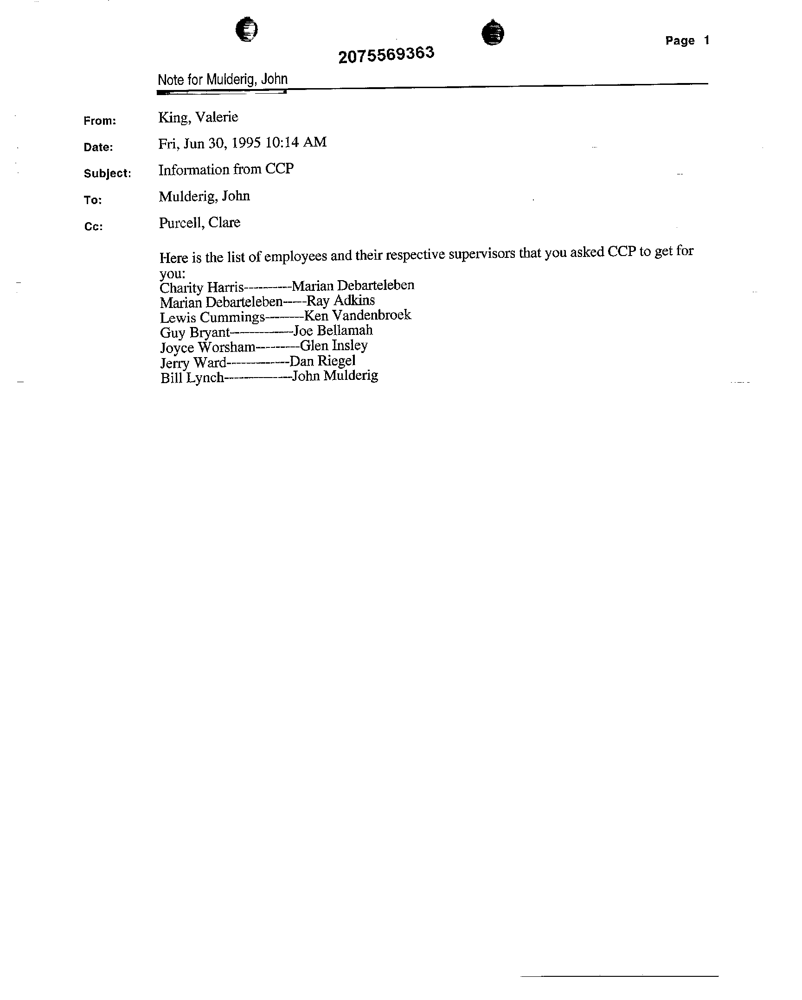 Page 1
2075569363
Note for Mulderig, John
From: King, Valerie
Date: Fri, Jun 30, 1995 10:14 AM
Subject: Information from CCP
To: Mulderig, John
Cc: Purcell, Clare
Here is the list of employees and their respective supervisors that you asked CCP to get for
you:
Charity Harris----------Marian Debarteleben
Marian Debarteleben-----Ray Adkins
Lewis Cummings--------Ken Vandenbroek
Guy Bryant-------------Joe Bellamah
Joyce Worsham---------Glen Insley
Jerry Ward-------------Dan Riegel
Bill Lynch--------------John Mulderig